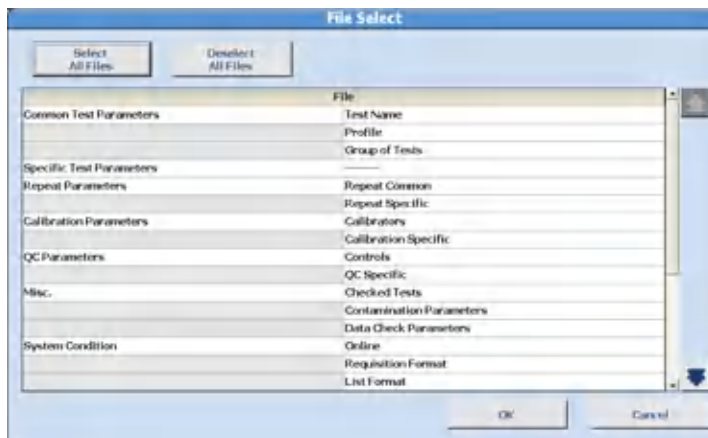 File Select
Select
All Files
Deselect
All Files
File
Common Test Parameters Test Name
Profile
Group of Tests
Specific Test Parameters --------
Repeat Parameters Repeat Common
Repeat Specific
Calibration Parameters Calibrators
Calibration Specific
QC Parameters Controls
QC Specific
Misc. Checked Tests
Contamination Parameters
Data Check Parameters
System Condition Online
Requisition Format
List Format
OK Cancel